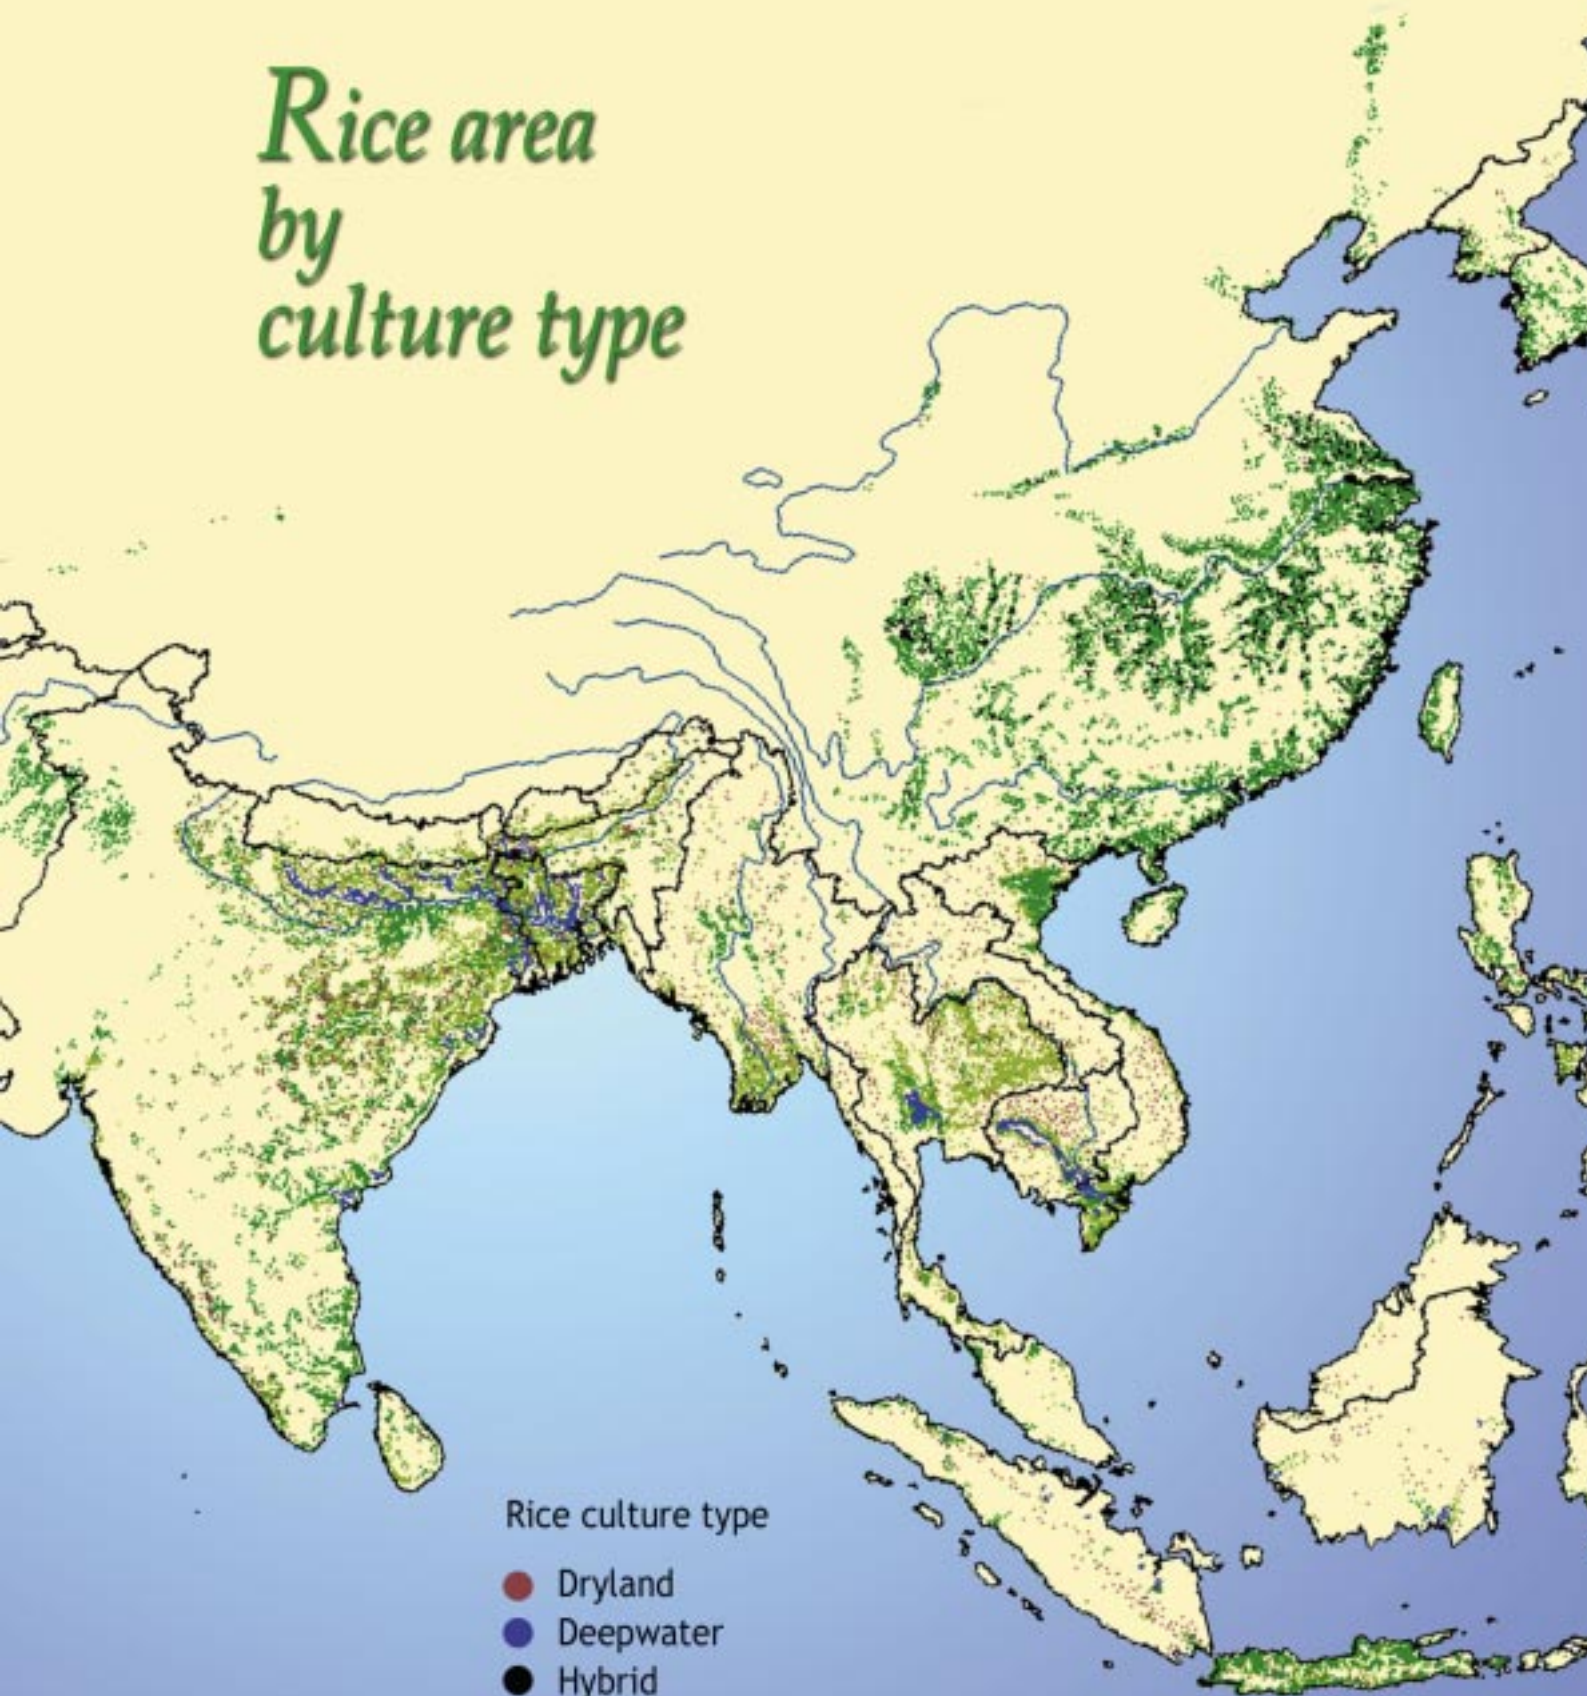 Rice area
by
culture type
Rice culture type
Dryland
Deepwater
Hybrid